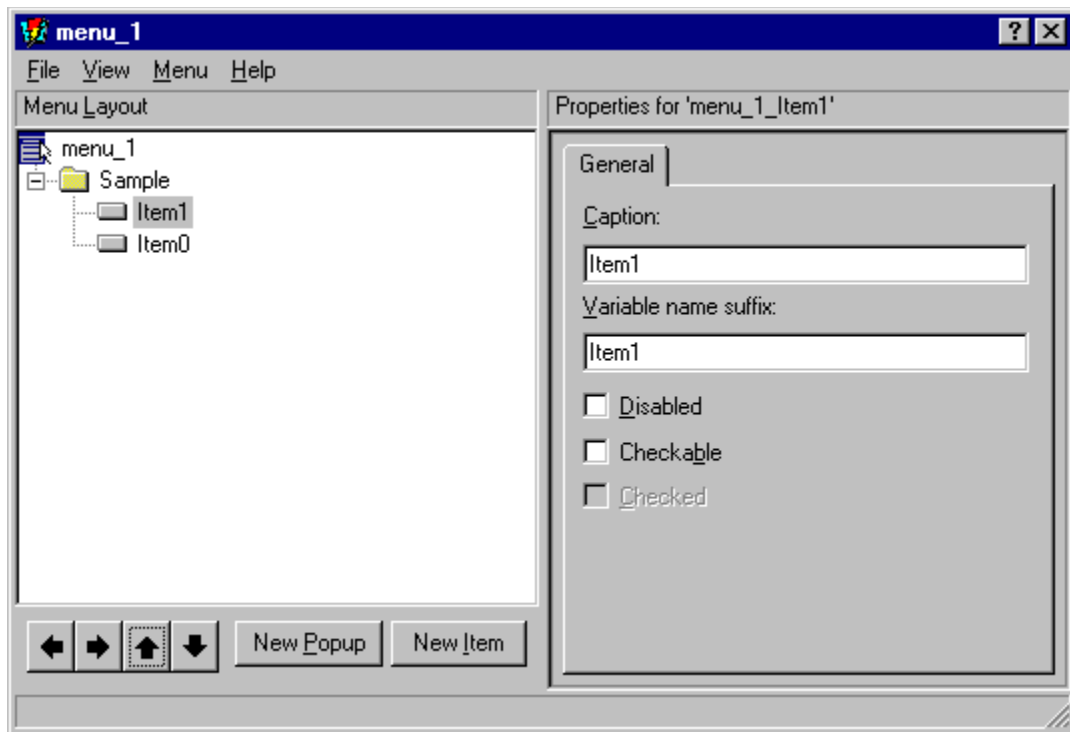 menu_1
File View Menu Help
Menu Layout
menu_1
Sample
Item1
Item0
New Popup New Item
Properties for 'menu_1_Item1'
General
Caption:
Item1
Variable name suffix:
Item1
Disabled
Checkable
Checked